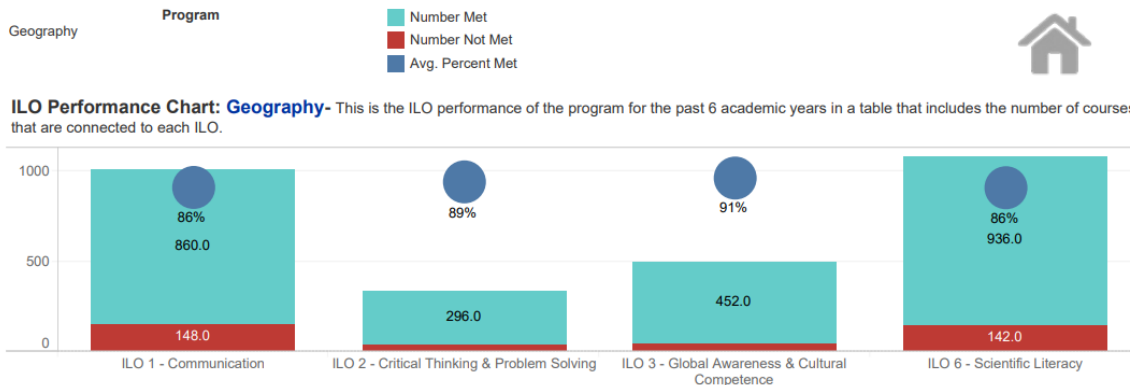 Program
Geography
Number Met
Number Not Met
Avg. Percent Met
ILO Performance Chart: Geography- This is the ILO performance of the program for the past 6 academic years in a table that includes the number of courses
that are connected to each ILO.
1000
500
0
86%
860.0
148.0
89%
296.0
91%
452.0
86%
936.0
142.0
ILO 1 - Communication
ILO 2 - Critical Thinking & Problem Solving
ILO 3 - Global Awareness & Cultural
Competence
ILO 6 - Scientific Literacy